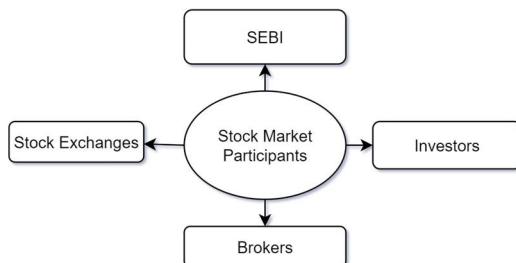 SEBI
Stock Exchanges
Stock Market
Participants
Investors
Brokers